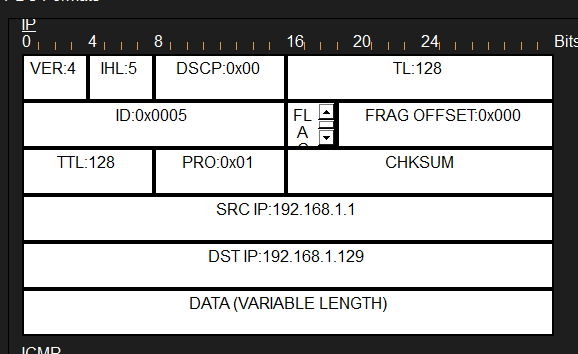 IP
0 4 8 16 20 24 Bits
VER:4 IHL:5 DSCP:0x00 TL:128
ID:0x0005 FL FRAG OFFSET:0x000
A
TTL:128 PRO:0x01 CHKSUM
SRC IP:192.168.1.1
DST IP:192.168.1.129
DATA (VARIABLE LENGTH)
ICMP